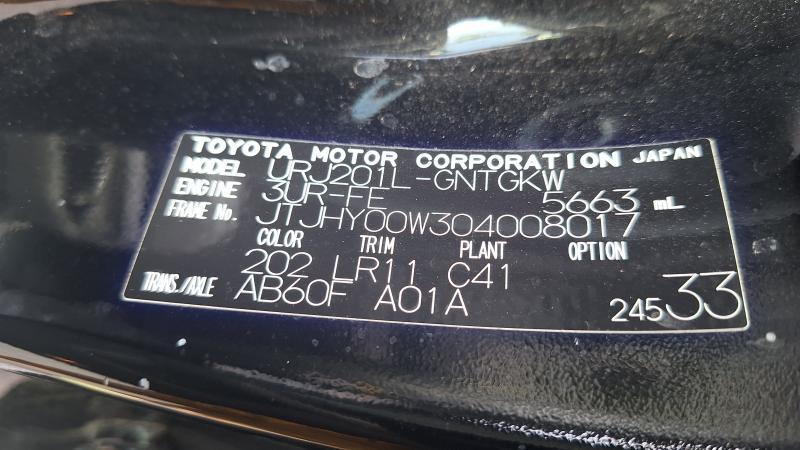 TOYOTA MOTOR CORPORATION JAPAN
MODEL URJ201L-GNTGKW
ENGINE 3UR-FE 5663 mL
FRAME No. JTJHY00W304008017
COLOR TRIM PLANT OPTION
202 LR11 C41
TRANS./AXLE AB60F A01A
24533